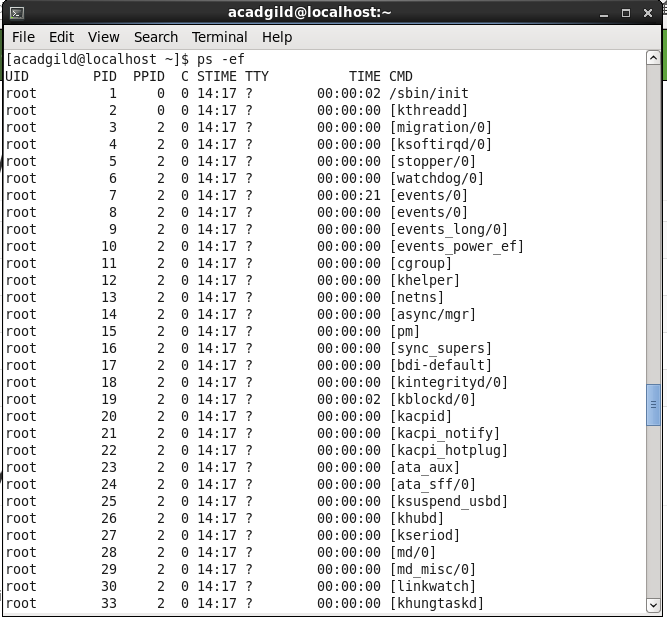 acadgild@localhost:~
File Edit View Search Terminal Help
[acadgild@localhost ~]$ ps -ef
UID        PID  PPID  C STIME TTY          TIME CMD
root         1     0  0 14:17 ?        00:00:02 /sbin/init
root         2     0  0 14:17 ?        00:00:00 [kthreadd]
root         3     2  0 14:17 ?        00:00:00 [migration/0]
root         4     2  0 14:17 ?        00:00:00 [ksoftirqd/0]
root         5     2  0 14:17 ?        00:00:00 [stopper/0]
root         6     2  0 14:17 ?        00:00:00 [watchdog/0]
root         7     2  0 14:17 ?        00:00:21 [events/0]
root         8     2  0 14:17 ?        00:00:00 [events/0]
root         9     2  0 14:17 ?        00:00:00 [events_long/0]
root        10     2  0 14:17 ?        00:00:00 [events_power_ef]
root        11     2  0 14:17 ?        00:00:00 [cgroup]
root        12     2  0 14:17 ?        00:00:00 [khelper]
root        13     2  0 14:17 ?        00:00:00 [netns]
root        14     2  0 14:17 ?        00:00:00 [async/mgr]
root        15     2  0 14:17 ?        00:00:00 [pm]
root        16     2  0 14:17 ?        00:00:00 [sync_supers]
root        17     2  0 14:17 ?        00:00:00 [bdi-default]
root        18     2  0 14:17 ?        00:00:00 [kintegrityd/0]
root        19     2  0 14:17 ?        00:00:02 [kblockd/0]
root        20     2  0 14:17 ?        00:00:00 [kacpid]
root        21     2  0 14:17 ?        00:00:00 [kacpi_notify]
root        22     2  0 14:17 ?        00:00:00 [kacpi_hotplug]
root        23     2  0 14:17 ?        00:00:00 [ata_aux]
root        24     2  0 14:17 ?        00:00:00 [ata_sff/0]
root        25     2  0 14:17 ?        00:00:00 [ksuspend_usbd]
root        26     2  0 14:17 ?        00:00:00 [khubd]
root        27     2  0 14:17 ?        00:00:00 [kseriod]
root        28     2  0 14:17 ?        00:00:00 [md/0]
root        29     2  0 14:17 ?        00:00:00 [md_misc/0]
root        30     2  0 14:17 ?        00:00:00 [linkwatch]
root        33     2  0 14:17 ?        00:00:00 [khungtaskd]